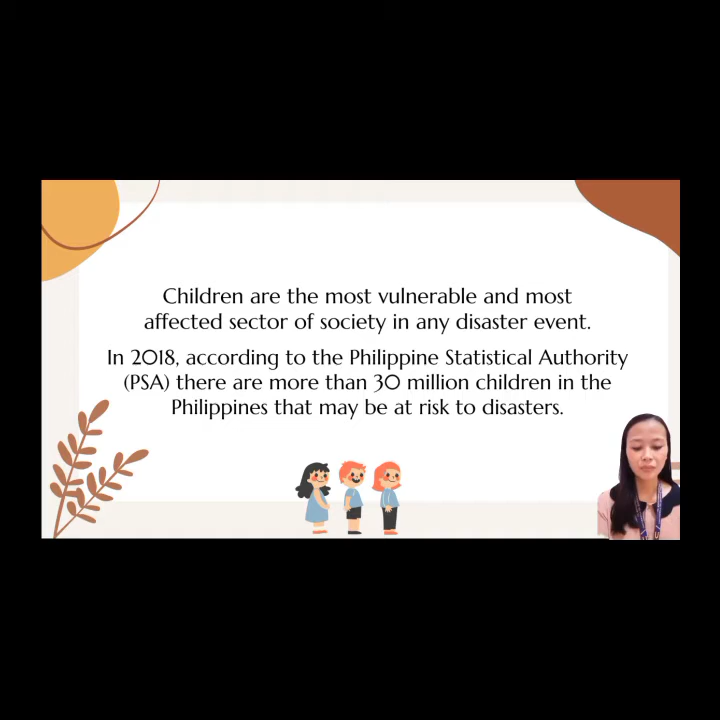 Children are the most vulnerable and most
affected sector of society in any disaster event.
In 2018, according to the Philippine Statistical Authority
(PSA) there are more than 30 million children in the
Philippines that may be at risk to disasters.